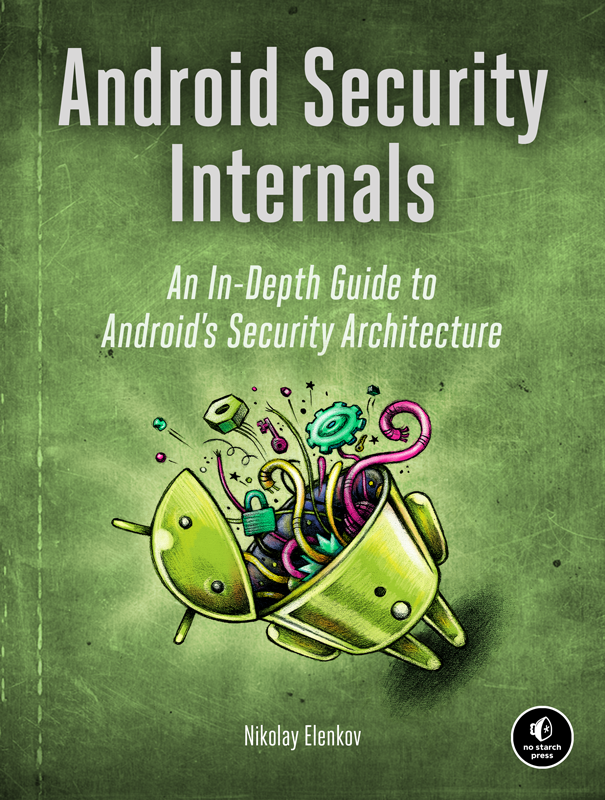 Android Security
Internals
An In-Depth Guide to
Android's Security Architecture
Nikolay Elenkov
no starch
press